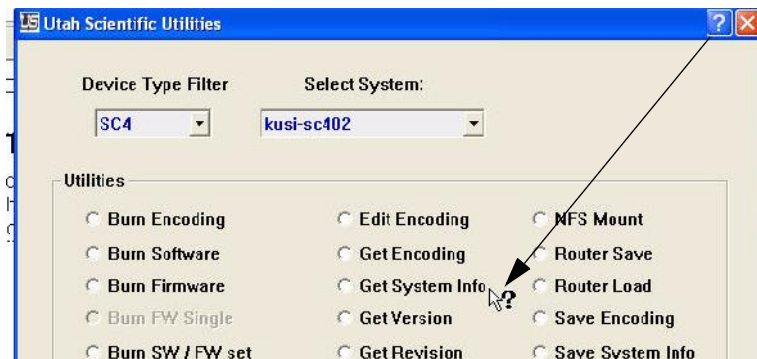 Utah Scientific Utilities
Device Type Filter Select System:
SC4 kusi-sc402
Utilities
Burn Encoding Edit Encoding NFS Mount
Burn Software Get Encoding Router Save
Burn Firmware Get System Info Router Load
Burn FW Single Get Version Save Encoding
Burn SW / FW set Get Revision Save System Info